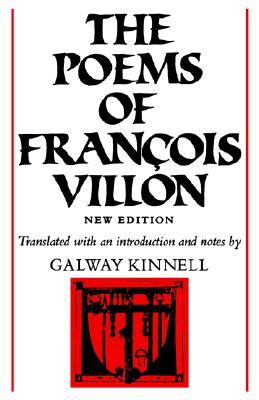 THE
POEMS
OF
FRANÇOIS
VILLON
NEW EDITION
Translated with an introduction and notes by
GALWAY KINNELL